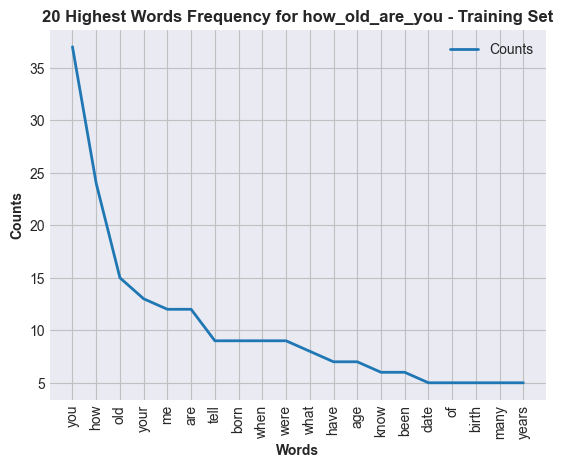 20 Highest Words Frequency for how_old_are_you - Training Set
Counts
35
30
25
20
15
10
5
Counts
you
how
old
your
me
are
tell
born
when
were
what
have
age
know
been
date
of
birth
many
years
Words